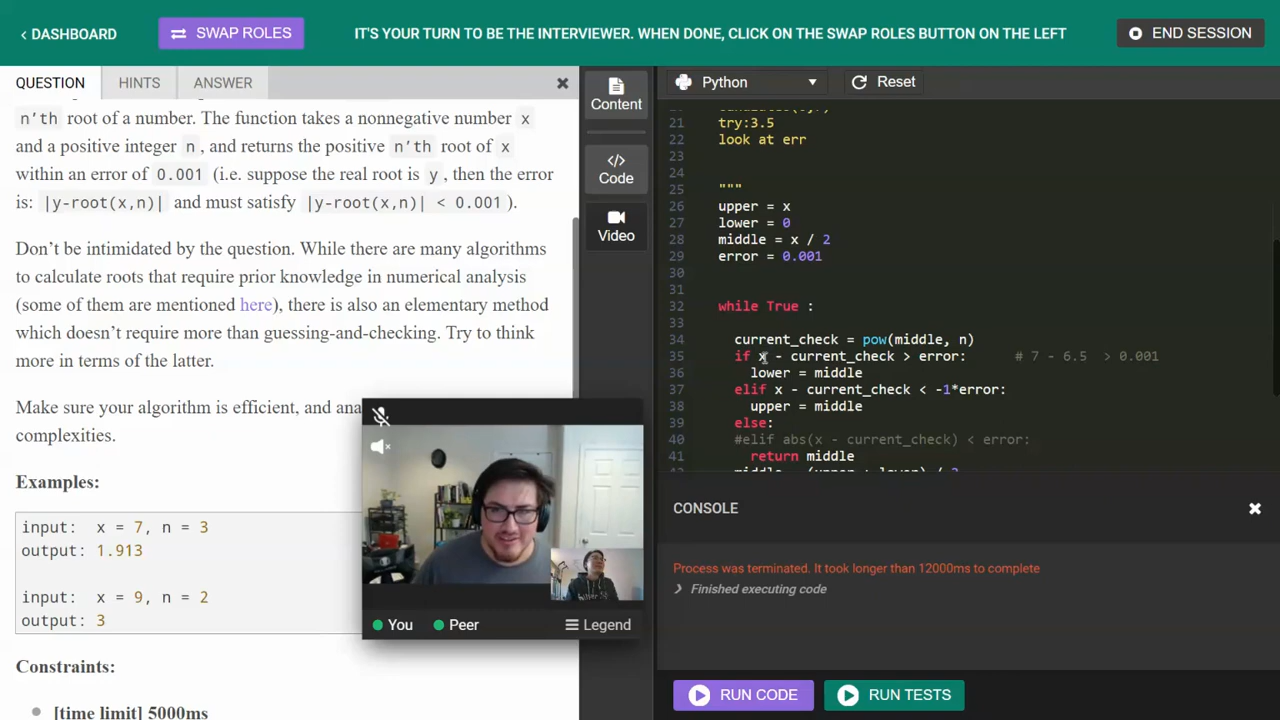 DASHBOARD
SWAP ROLES
IT'S YOUR TURN TO BE THE INTERVIEWER. WHEN DONE, CLICK ON THE SWAP ROLES BUTTON ON THE LEFT
END SESSION
QUESTION
HINTS
ANSWER
n'th root of a number. The function takes a nonnegative number x
and a positive integer n, and returns the positive n'th root of x
within an error of 0.001 (i.e. suppose the real root is y, then the error
is: |y-root(x,n)| and must satisfy |y-root(x,n)| < 0.001).
Don't be intimidated by the question. While there are many algorithms
to calculate roots that require prior knowledge in numerical analysis
(some of them are mentioned here), there is also an elementary method
which doesn't require more than guessing-and-checking. Try to think
more in terms of the latter.
Make sure your algorithm is efficient, and ana
complexities.
Examples:
input: x = 7, n = 3
output: 1.913
input: x = 9, n = 2
output: 3
Constraints:
[time limit] 5000ms
Content
Code
Video
You
Peer
Legend
Python
Reset
21 try:3.5
22 look at err
23
24
25 """
26 upper = x
27 lower = 0
28 middle = x / 2
29 error = 0.001
30
31
32 while True :
33
34 current_check = pow(middle, n)
35 if x - current_check > error: # 7 - 6.5 > 0.001
36 lower = middle
37 elif x - current_check < -1*error:
38 upper = middle
39 else:
40 #elif abs(x - current_check) < error:
41 return middle
CONSOLE
Process was terminated. It took longer than 12000ms to complete
Finished executing code
RUN CODE
RUN TESTS